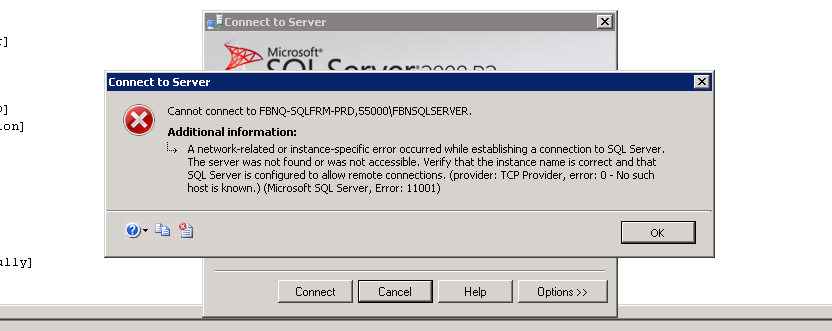 r]
Connect to Server
Microsoft®
SQL Server 2008 R2
Connect to Server
o]
Cannot connect to FBNQ-SQLFRM-PRD,55000\FBNSQLSERVER.
ion]
Additional information:
A network-related or instance-specific error occurred while establishing a connection to SQL Server.
The server was not found or was not accessible. Verify that the instance name is correct and that
SQL Server is configured to allow remote connections. (provider: TCP Provider, error: 0 - No such
host is known.) (Microsoft SQL Server, Error: 11001)
OK
ully]
Connect Cancel Help Options >>